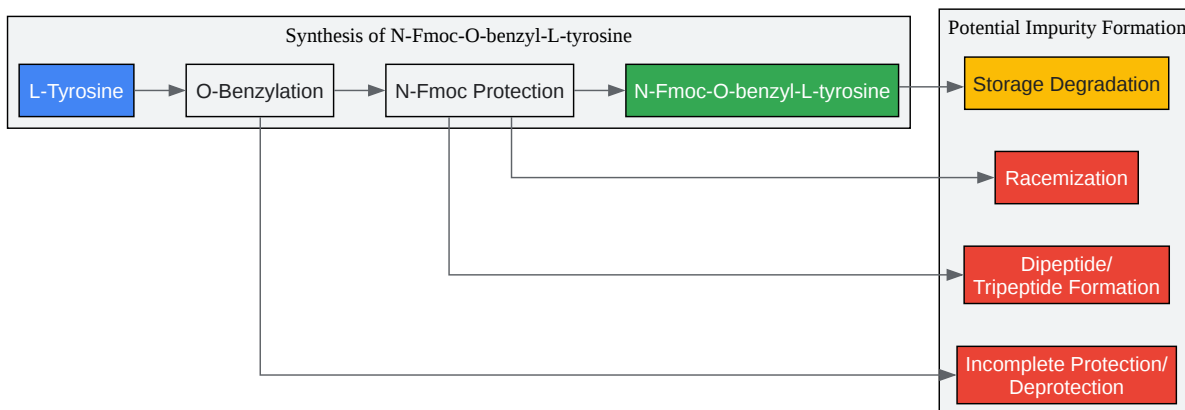 Synthesis of N-Fmoc-O-benzyl-L-tyrosine
L-Tyrosine
O-Benzylation
N-Fmoc Protection
N-Fmoc-O-benzyl-L-tyrosine
Potential Impurity Formation
Storage Degradation
Racemization
Dipeptide/
Tripeptide Formation
Incomplete Protection/
Deprotection